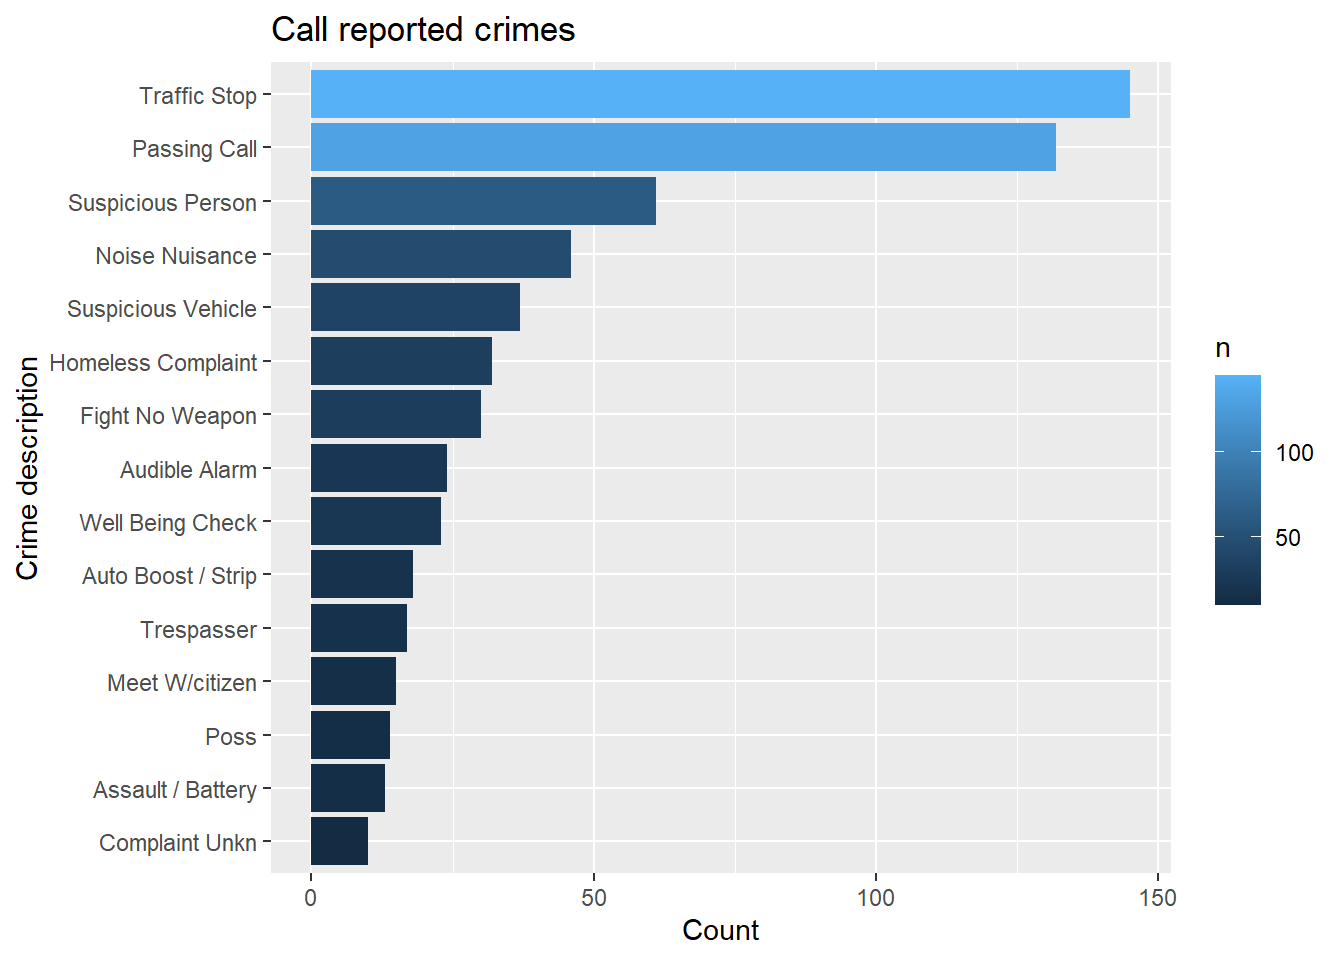 Call reported crimes
Crime description
Traffic Stop
Passing Call
Suspicious Person
Noise Nuisance
Suspicious Vehicle
Homeless Complaint
Fight No Weapon
Audible Alarm
Well Being Check
Auto Boost / Strip
Trespasser
Meet W/citizen
Poss
Assault / Battery
Complaint Unkn
0 50 100 150
Count
n
100
50